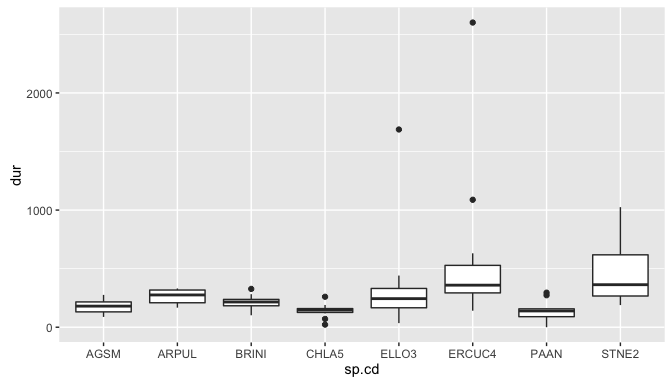 2000
dur
1000
0
AGSM ARPUL BRINI CHLA5 ELLO3 ERCUC4 PAAN STNE2
sp.cd